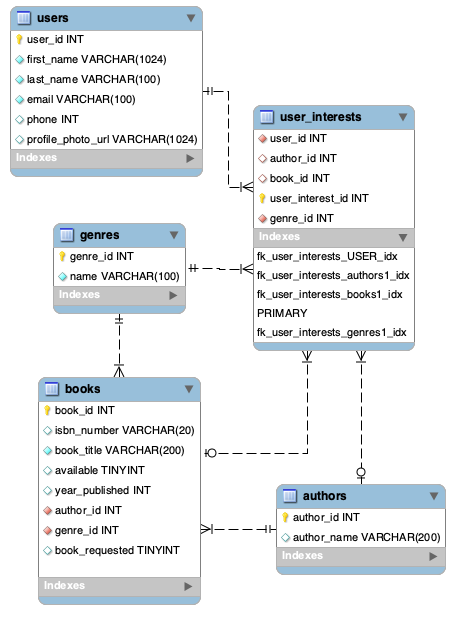 users
user_id INT
first_name VARCHAR(1024)
last_name VARCHAR(100)
email VARCHAR(100)
phone INT
profile_photo_url VARCHAR(1024)
Indexes
user_interests
user_id INT
author_id INT
book_id INT
user_interest_id INT
genre_id INT
Indexes
fk_user_interests_USER_idx
fk_user_interests_authors1_idx
fk_user_interests_books1_idx
PRIMARY
fk_user_interests_genres1_idx
genres
genre_id INT
name VARCHAR(100)
Indexes
books
book_id INT
isbn_number VARCHAR(20)
book_title VARCHAR(200)
available TINYINT
year_published INT
author_id INT
genre_id INT
book_requested TINYINT
Indexes
authors
author_id INT
author_name VARCHAR(200)
Indexes